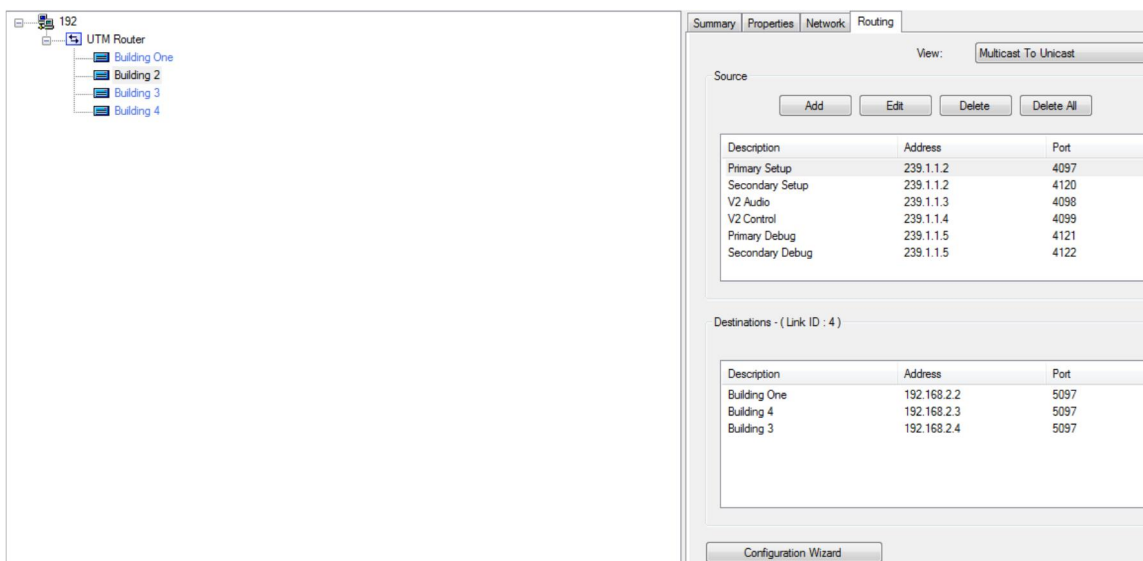 192
UTM Router
Building One
Building 2
Building 3
Building 4
Summary Properties Network Routing
View: Multicast To Unicast
Source
Add Edit Delete Delete All
Description Address Port
Primary Setup 239.1.1.2 4097
Secondary Setup 239.1.1.2 4120
V2 Audio 239.1.1.3 4098
V2 Control 239.1.1.4 4099
Primary Debug 239.1.1.5 4121
Secondary Debug 239.1.1.5 4122
Destinations - ( Link ID : 4 )
Description Address Port
Building One 192.168.2.2 5097
Building 4 192.168.2.3 5097
Building 3 192.168.2.4 5097
Configuration Wizard